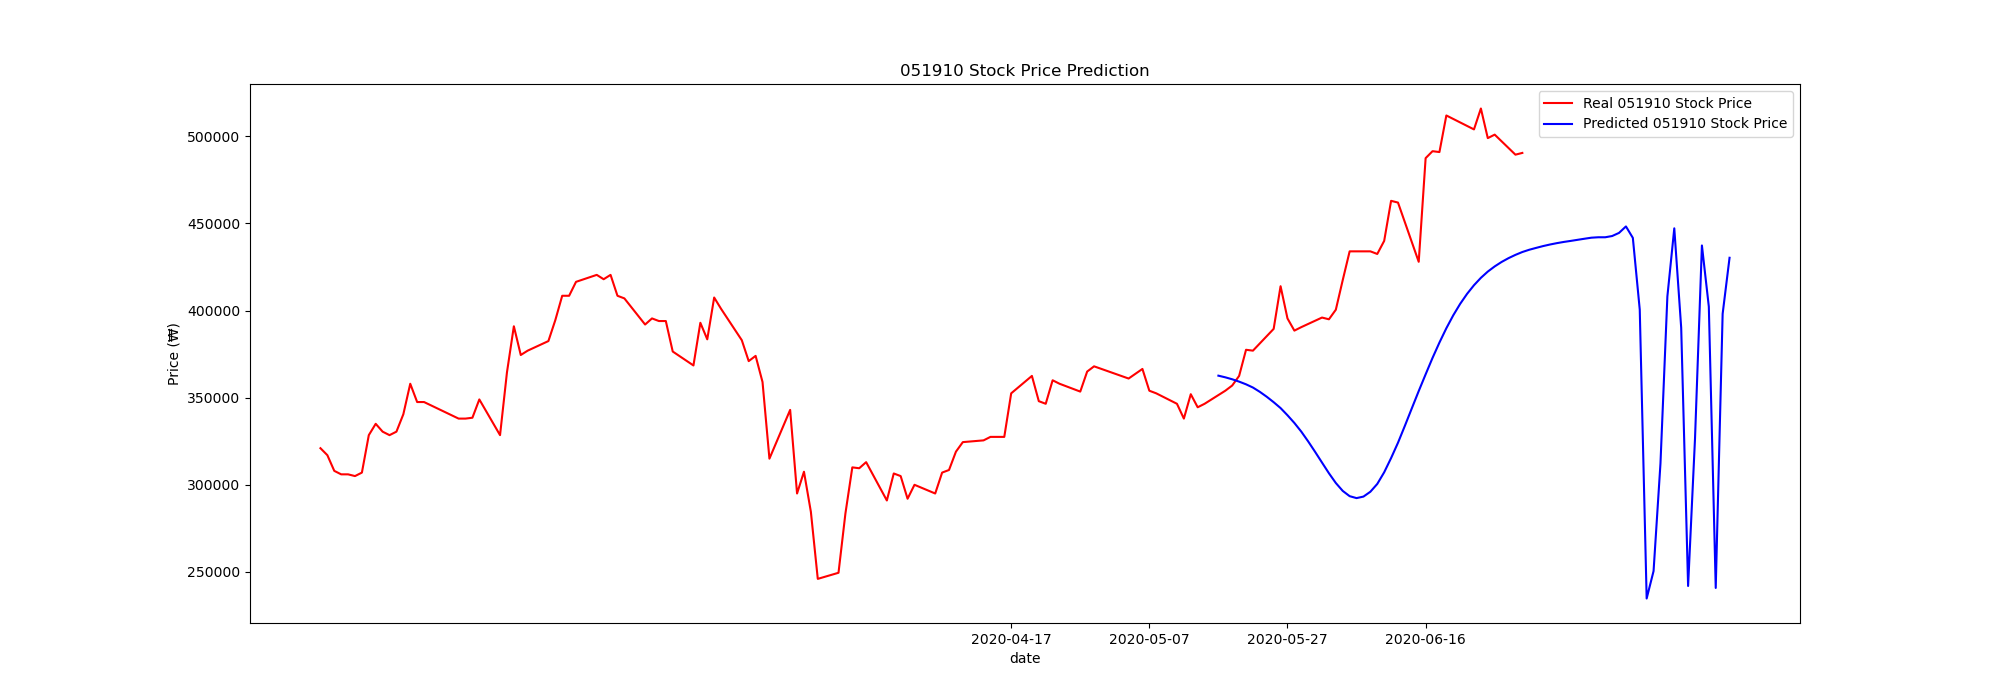 051910 Stock Price Prediction
Real 051910 Stock Price
Predicted 051910 Stock Price
Price (₩)
500000
450000
400000
350000
300000
250000
2020-04-17 2020-05-07 2020-05-27 2020-06-16
date